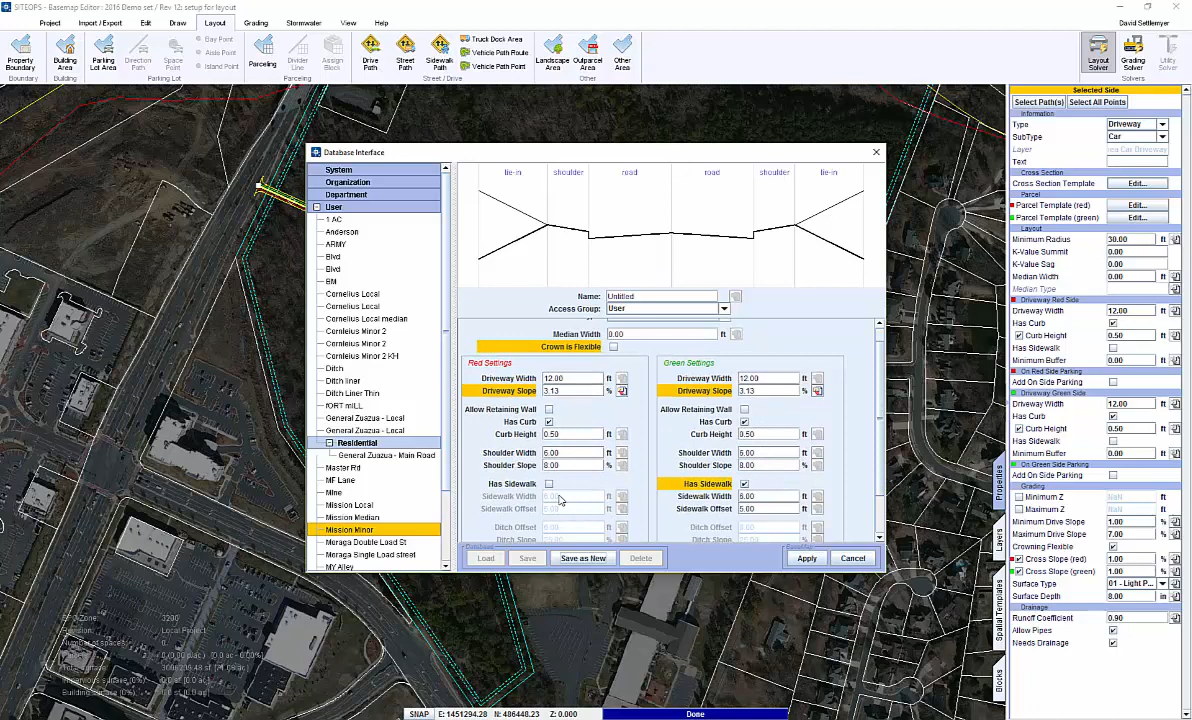 SITEOPS - Basemap Editor: 2016 Demo set / Rev 12: setup for layout
Project Import / Export Edit Draw Layout Grading Stormwater View Help
David Settlemyer
Property Boundary
Building Area
Parking Lot Area
Direction Path
Space Point
Bay Point
Aisle Point
Island Point
Parceling
Divider Line
Assign Block
Drive Path
Street Path
Sidewalk Path
Truck Dock Area
Vehicle Path Route
Vehicle Path Point
Landscape Area
Outparcel Area
Other Area
Layout Solver
Grading Solver
Utility Solver
Boundary Building Parking Lot Parceling Street / Drive Other Solvers
Database Interface
System
Organization
Department
User
1 AC
Anderson
ARMY
Blvd
Blvd
BM
Cornelius Local
Cornelius Local
Cornelius Local median
Cornleius Minor 2
Cornleius Minor 2
Cornleius Minor 2 KH
Ditch
Ditch liner
Ditch Liner Thin
fORT mILL
General Zuazua - Local
General Zuazua - Local
Residential
General Zuazua - Main Road
Master Rd
MF Lane
MIne
Mission Local
Mission Median
Mission Minor
Moraga Double Load St
Moraga Single Load street
MY Alley
tie-in shoulder road road shoulder tie-in
Name: Untitled
Access Group: User
Median Width 0.00 ft
Crown is Flexible
Red Settings
Driveway Width 12.00 ft
Driveway Slope 3.13 %
Allow Retaining Wall
Has Curb
Curb Height 0.50 ft
Shoulder Width 6.00 ft
Shoulder Slope 8.00 %
Has Sidewalk
Sidewalk Width ft
Sidewalk Offset ft
Ditch Offset ft
Ditch Slope %
Green Settings
Driveway Width 12.00 ft
Driveway Slope 3.13 %
Allow Retaining Wall
Has Curb
Curb Height 0.50 ft
Shoulder Width 6.00 ft
Shoulder Slope 8.00 %
Has Sidewalk
Sidewalk Width 6.00 ft
Sidewalk Offset 5.00 ft
Ditch Offset ft
Ditch Slope %
Database
Load Save Save as New Delete
BaseMap
Apply Cancel
Selected Side
Select Path(s) Select All Points
Information
Type Driveway
SubType Car
Layer ea Car Driveway
Text
Cross Section
Cross Section Template Edit...
Parcel
Parcel Template (red) Edit...
Parcel Template (green) Edit...
Layout
Minimum Radius 30.00 ft
K-Value Summit 0.00
K-Value Sag 0.00
Median Width 0.00 ft
Median Type
Driveway Red Side
Driveway Width 12.00 ft
Has Curb
Curb Height 0.50 ft
Has Sidewalk
Minimum Buffer 0.00 ft
On Red Side Parking
Add On Side Parking
Driveway Green Side
Driveway Width 12.00 ft
Has Curb
Curb Height 0.50 ft
Has Sidewalk
Minimum Buffer 0.00 ft
On Green Side Parking
Add On Side Parking
Grading
Minimum Z NaN ft
Maximum Z NaN ft
Minimum Drive Slope 1.00 %
Maximum Drive Slope 7.00 %
Crowning Flexible
Cross Slope (red) 1.00 %
Cross Slope (green) 1.00 %
Surface Type 01 - Light P...
Surface Depth 8.00 in
Drainage
Runoff Coefficient 0.90
Allow Pipes
Needs Drainage
Properties
Layers
Spatial Templates
Blocks
3200
Local Project
SNAP E: 1451294.28 N: 486448.23 Z: 0.000 Done